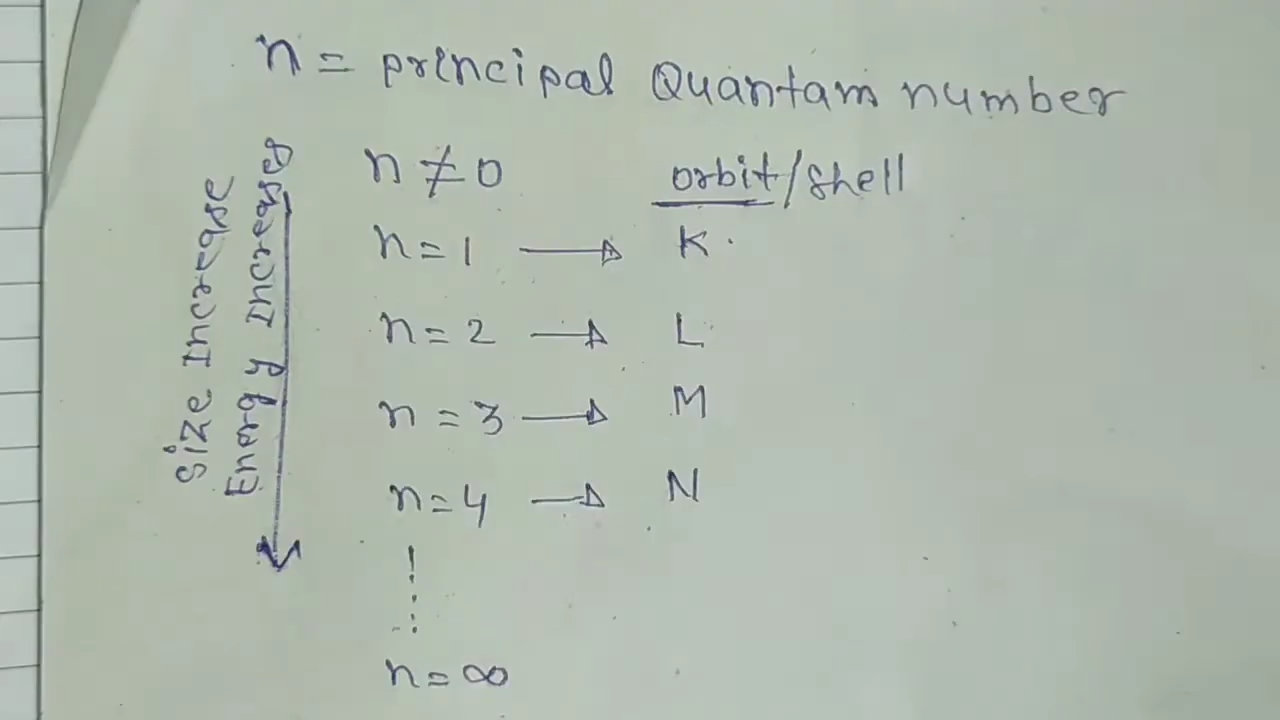 n = principal Quantam number
n ≠ 0 orbit/shell
n = 1 → K.
n = 2 → L
n = 3 → M
n = 4 → N
n = ∞
Size Increase
Energy Increases